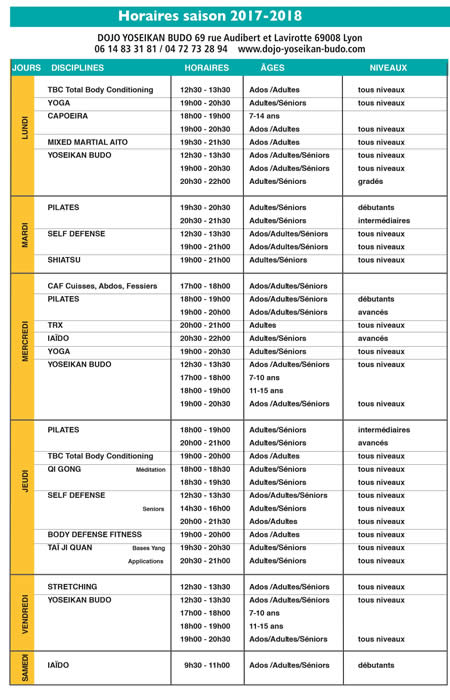 Horaires saison 2017-2018
DOJO YOSEIKAN BUDO 69 rue Audibert et Lavirotte 69008 Lyon
06 14 83 31 81 / 04 72 73 28 94 www.dojo-yoseikan-budo.com
JOURS DISCIPLINES HORAIRES ÂGES NIVEAUX
LUNDI
TBC Total Body Conditioning 12h30 - 13h30 Ados /Adultes tous niveaux
YOGA 19h00 - 20h30 Adultes/Séniors tous niveaux
CAPOEIRA 18h00 - 19h00 7-14 ans
19h00 - 20h30 Ados /Adultes tous niveaux
MIXED MARTIAL AITO 19h30 - 21h30 Ados /Adultes tous niveaux
YOSEIKAN BUDO 12h30 - 13h30 Ados /Adultes/Séniors tous niveaux
19h00 - 20h30 Ados /Adultes/Séniors tous niveaux
20h30 - 22h00 Adultes/Séniors gradés
MARDI
PILATES 19h30 - 20h30 Adultes/Séniors débutants
20h30 - 21h30 Adultes/Séniors intermédiaires
SELF DEFENSE 12h30 - 13h30 Ados/Adultes/Séniors tous niveaux
19h00 - 21h00 Ados/Adultes/Séniors tous niveaux
SHIATSU 19h00 - 21h00 Adultes/Séniors tous niveaux
MERCREDI
CAF Cuisses, Abdos, Fessiers 17h00 - 18h00 Ados/Adultes/Séniors
PILATES 18h00 - 19h00 Ados/Adultes/Séniors débutants
19h00 - 20h00 Ados/Adultes/Séniors avancés
TRX 20h00 - 21h00 Adultes tous niveaux
IAÏDO 20h30 - 22h00 Adultes/Séniors avancés
YOGA 19h00 - 20h30 Adultes/Séniors tous niveaux
YOSEIKAN BUDO 12h30 - 13h30 Ados /Adultes/Séniors tous niveaux
17h00 - 18h00 7-10 ans
18h00 - 19h00 11-15 ans
19h00 - 20h30 Ados /Adultes/Séniors tous niveaux
JEUDI
PILATES 18h00 - 19h00 Adultes/Séniors intermédiaires
20h00 - 21h00 Adultes/Séniors avancés
TBC Total Body Conditioning 19h00 - 20h00 Ados /Adultes tous niveaux
QI GONG Méditation 18h00 - 18h30 Adultes/Séniors tous niveaux
18h30 - 19h30 Adultes/Séniors tous niveaux
SELF DEFENSE 12h30 - 13h30 Ados/Adultes/Séniors tous niveaux
Seniors 14h30 - 16h00 Adultes/Séniors tous niveaux
20h00 - 21h30 Ados/Adultes tous niveaux
BODY DEFENSE FITNESS 19h00 - 20h00 Ados /Adultes tous niveaux
TAÏ JI QUAN Bases Yang 19h30 - 20h30 Adultes/Séniors tous niveaux
Applications 20h30 - 21h00 Adultes/Séniors tous niveaux
VENDREDI
STRETCHING 12h30 - 13h30 Ados /Adultes/Séniors tous niveaux
YOSEIKAN BUDO 12h30 - 13h30 Ados /Adultes/Séniors tous niveaux
17h00 - 18h00 7-10 ans
18h00 - 19h00 11-15 ans
19h00 - 20h30 Ados/Adultes/Séniors tous niveaux
SAMEDI
IAÏDO 9h30 - 11h00 Ados /Adultes/Séniors débutants